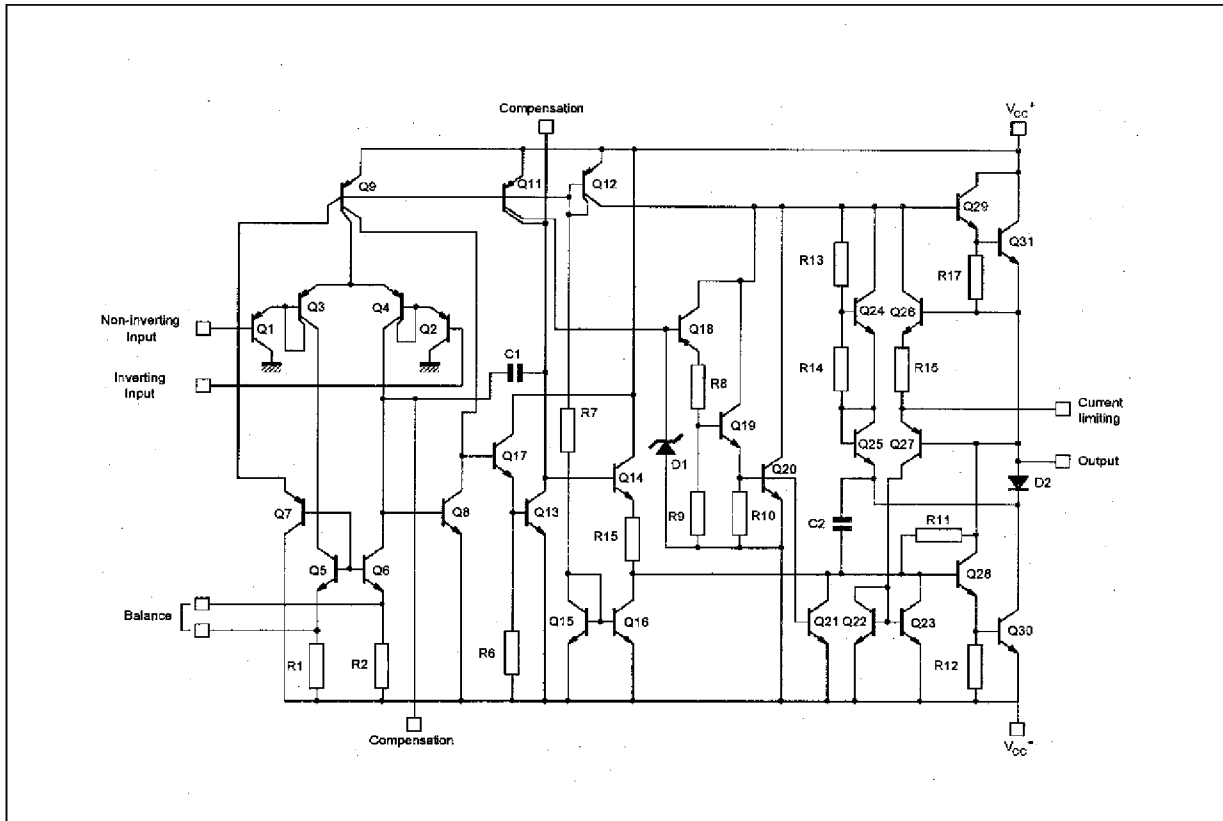 Compensation
VCC+
Q9
Q11
Q12
Q29
Q31
R13
R17
Q3
Q4
Q24
Q26
Non-inverting
Input
Q1
Q2
Q18
C1
R14
R15
Inverting
Input
R8
Current
limiting
R7
Q19
Q25
Q27
Q17
D1
Output
Q14
Q20
D2
Q7
Q8
Q13
R9
R10
C2
R11
R15
Q5
Q6
Q28
Balance
Q15
Q16
Q21
Q22
Q23
Q30
R1
R2
R6
R12
Compensation
VCC-